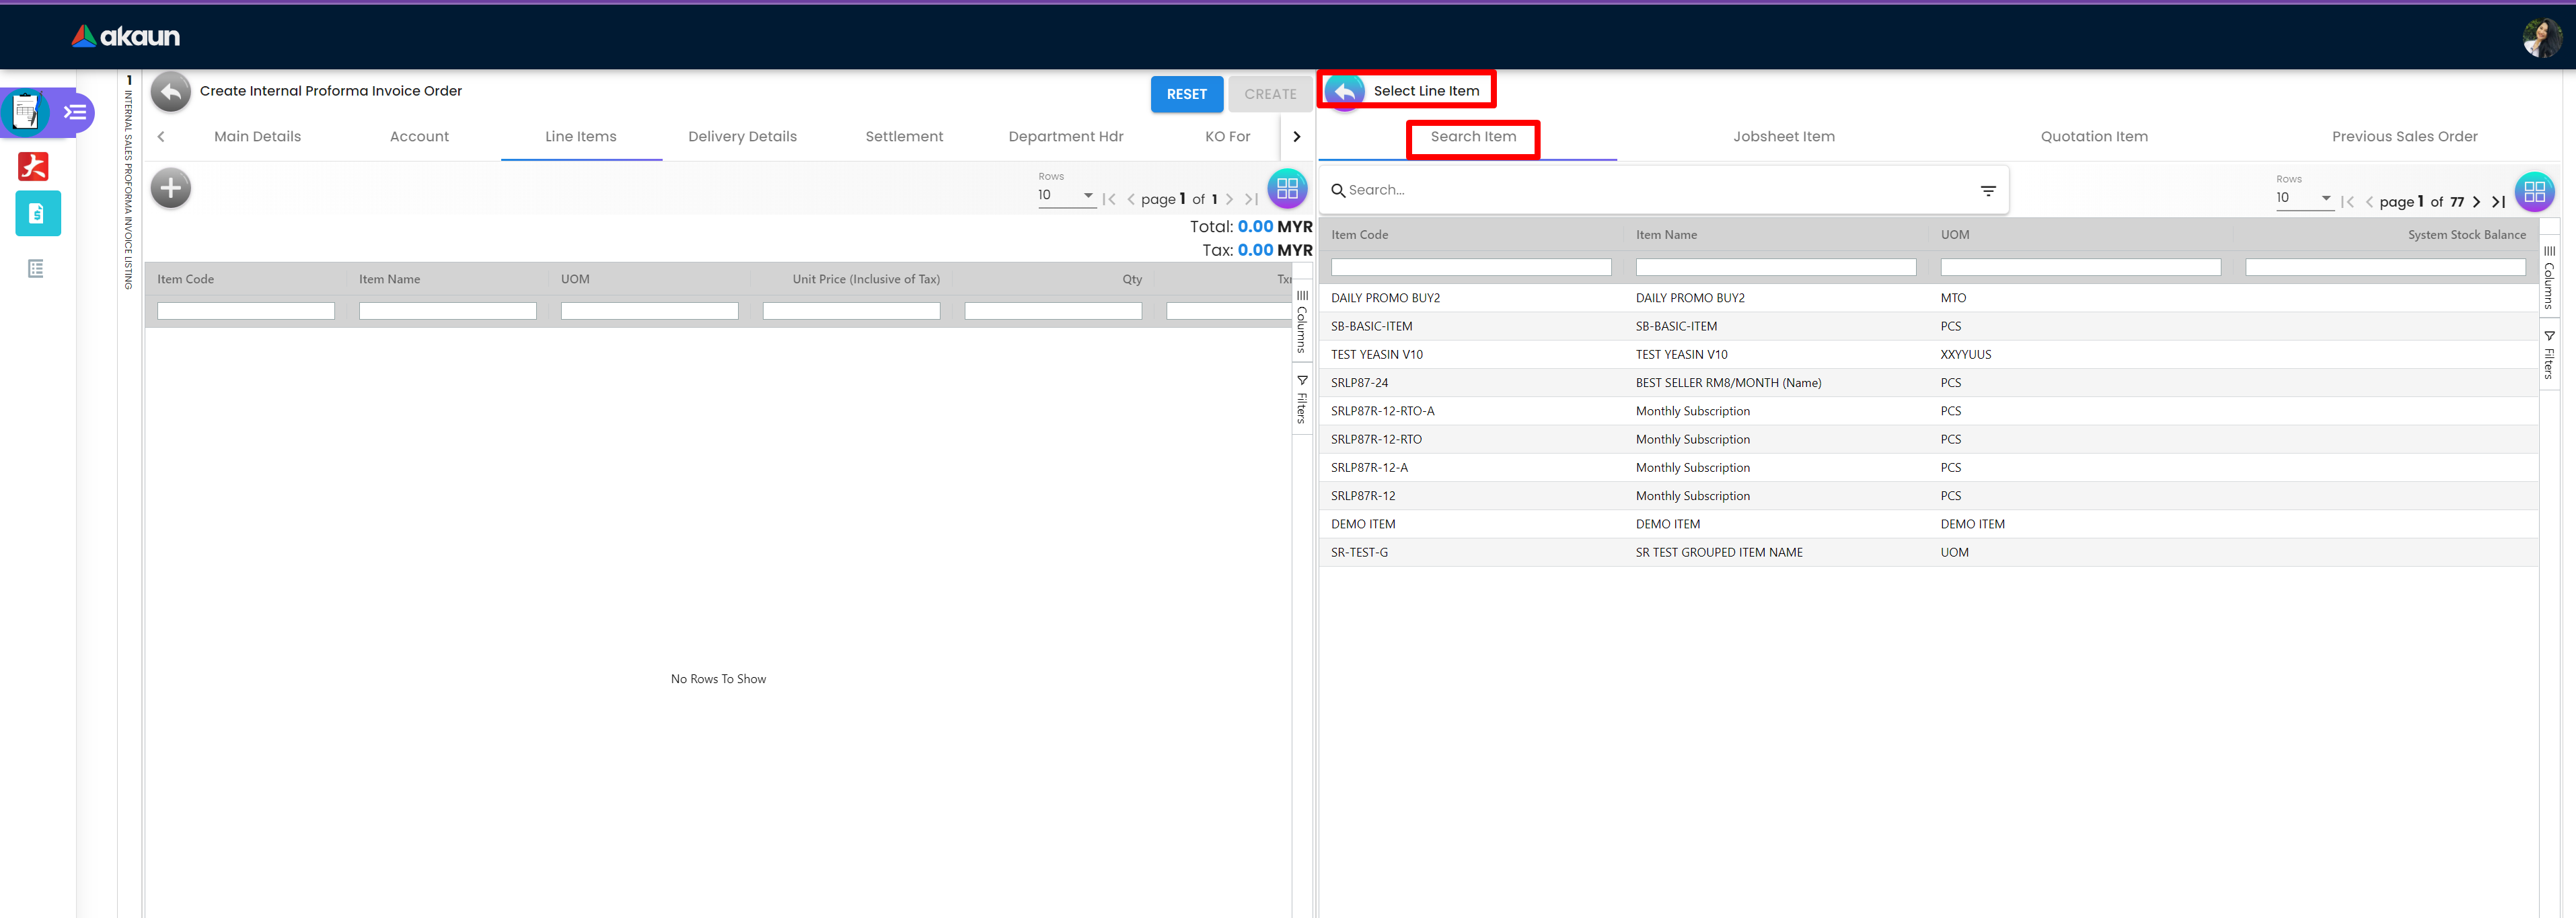 akaun
1 INTERNAL SALES PROFORMA INVOICE LISTING
Create Internal Proforma Invoice Order
RESET
CREATE
Main Details
Account
Line Items
Delivery Details
Settlement
Department Hdr
KO For
Rows
10
page 1 of 1
Total: 0.00 MYR
Tax: 0.00 MYR
Item Code
Item Name
UOM
Unit Price (Inclusive of Tax)
Qty
Columns
Filters
No Rows To Show
Select Line Item
Search Item
Jobsheet Item
Quotation Item
Previous Sales Order
Search...
Rows
10
page 1 of 77
Item Code Item Name UOM System Stock Balance
DAILY PROMO BUY2 DAILY PROMO BUY2 MTO
SB-BASIC-ITEM SB-BASIC-ITEM PCS
TEST YEASIN V10 TEST YEASIN V10 XXYYUUS
SRLP87-24 BEST SELLER RM8/MONTH (Name) PCS
SRLP87R-12-RTO-A Monthly Subscription PCS
SRLP87R-12-RTO Monthly Subscription PCS
SRLP87R-12-A Monthly Subscription PCS
SRLP87R-12 Monthly Subscription PCS
DEMO ITEM DEMO ITEM DEMO ITEM
SR-TEST-G SR TEST GROUPED ITEM NAME UOM
Columns
Filters